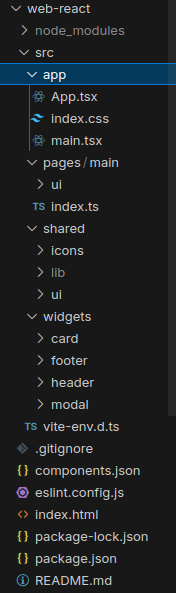 web-react
node_modules
src
app
App.tsx
index.css
main.tsx
pages/main
ui
TS index.ts
shared
icons
lib
ui
widgets
card
footer
header
modal
TS vite-env.d.ts
.gitignore
{} components.json
eslint.config.js
<> index.html
{} package-lock.json
{} package.json
README.md